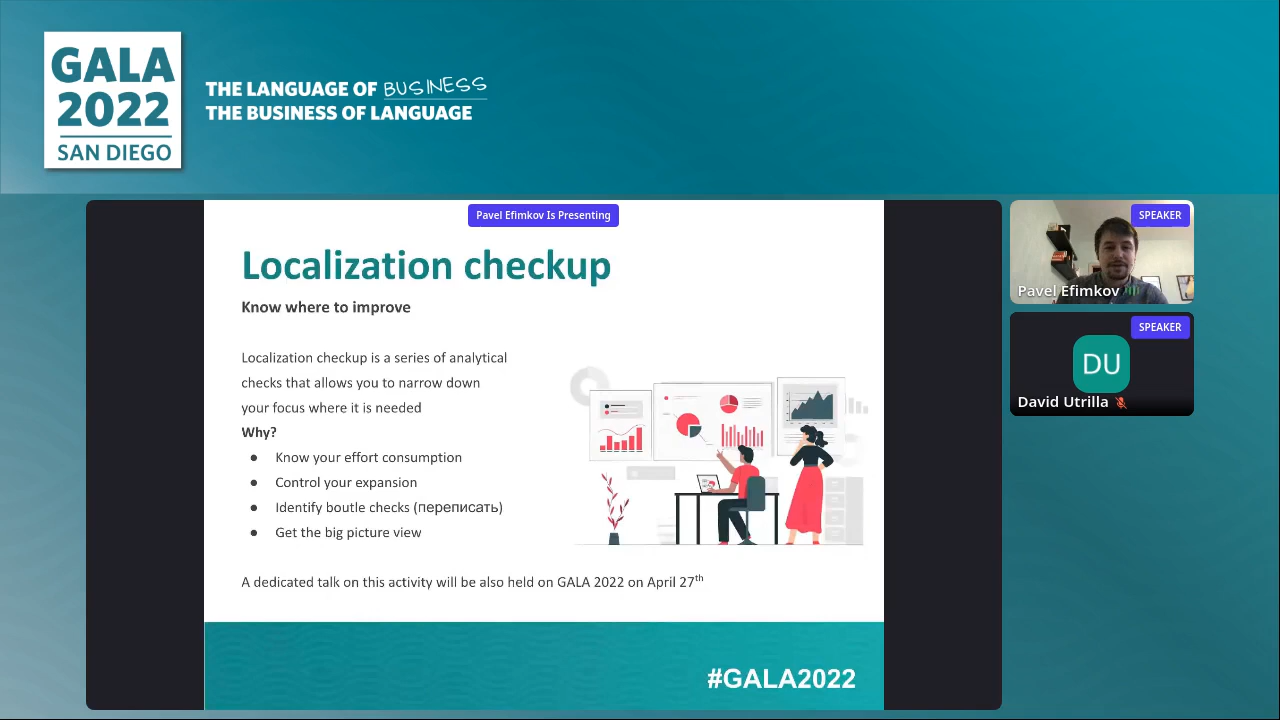 GALA
2022
SAN DIEGO
THE LANGUAGE OF BUSINESS
THE BUSINESS OF LANGUAGE
Pavel Efimkov Is Presenting
Localization checkup
Know where to improve
Localization checkup is a series of analytical
checks that allows you to narrow down
your focus where it is needed
Why?
● Know your effort consumption
● Control your expansion
● Identify boutle checks (переписать)
● Get the big picture view
A dedicated talk on this activity will be also held on GALA 2022 on April 27th
#GALA2022
SPEAKER
Pavel Efimkov
SPEAKER
DU
David Utrilla